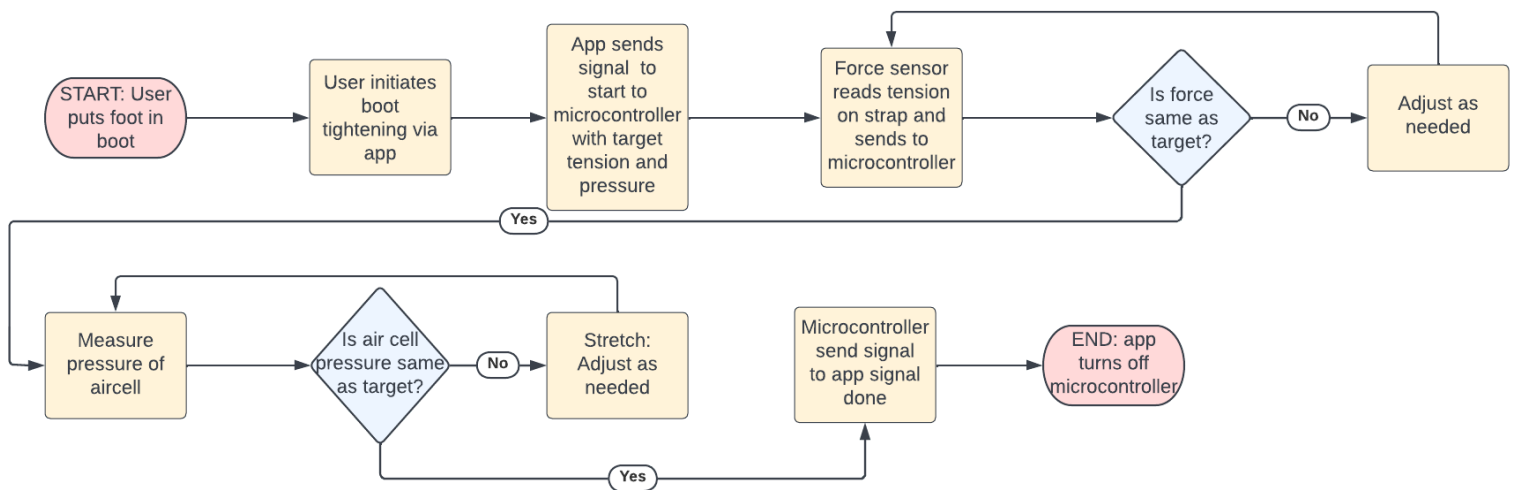 START: User
puts foot in
boot
User initiates
boot
tightening via
app
App sends
signal to
start to
microcontroller
with target
tension and
pressure
Force sensor
reads tension
on strap and
sends to
microcontroller
Is force
same as
target?
No
Adjust as
needed
Yes
Measure
pressure of
aircell
Is air cell
pressure same
as target?
No
Stretch:
Adjust as
needed
Yes
Microcontroller
send signal
to app signal
done
END: app
turns off
microcontroller